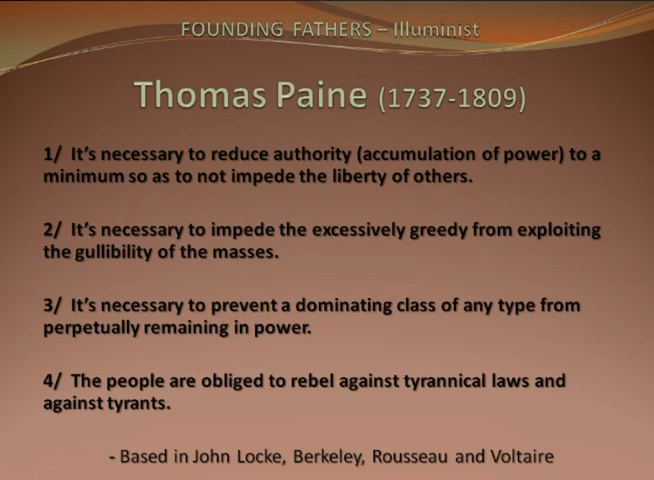 FOUNDING FATHERS – Illuminist
Thomas Paine (1737-1809)
1/ It's necessary to reduce authority (accumulation of power) to a
minimum so as to not impede the liberty of others.
2/ It's necessary to impede the excessively greedy from exploiting
the gullibility of the masses.
3/ It's necessary to prevent a dominating class of any type from
perpetually remaining in power.
4/ The people are obliged to rebel against tyrannical laws and
against tyrants.
- Based in John Locke, Berkeley, Rousseau and Voltaire